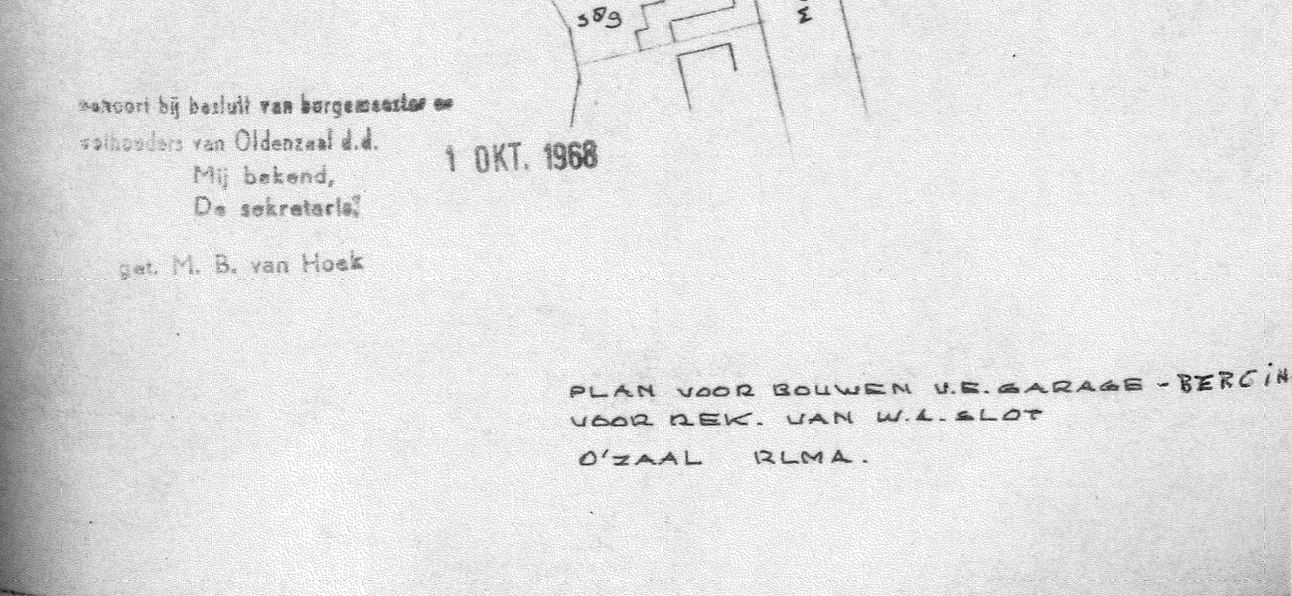 589
Σ
behoort bij besluit van burgemeester en
wethouders van Oldenzaal d.d.
1 OKT. 1968
Mij bekend,
De sekretaris,
get. M. B. van Hoek
PLAN VOOR BOUWEN V.E. GARAGE - BERGIN
VOOR REK. VAN W.L. SLOT
O'ZAAL RLMA.